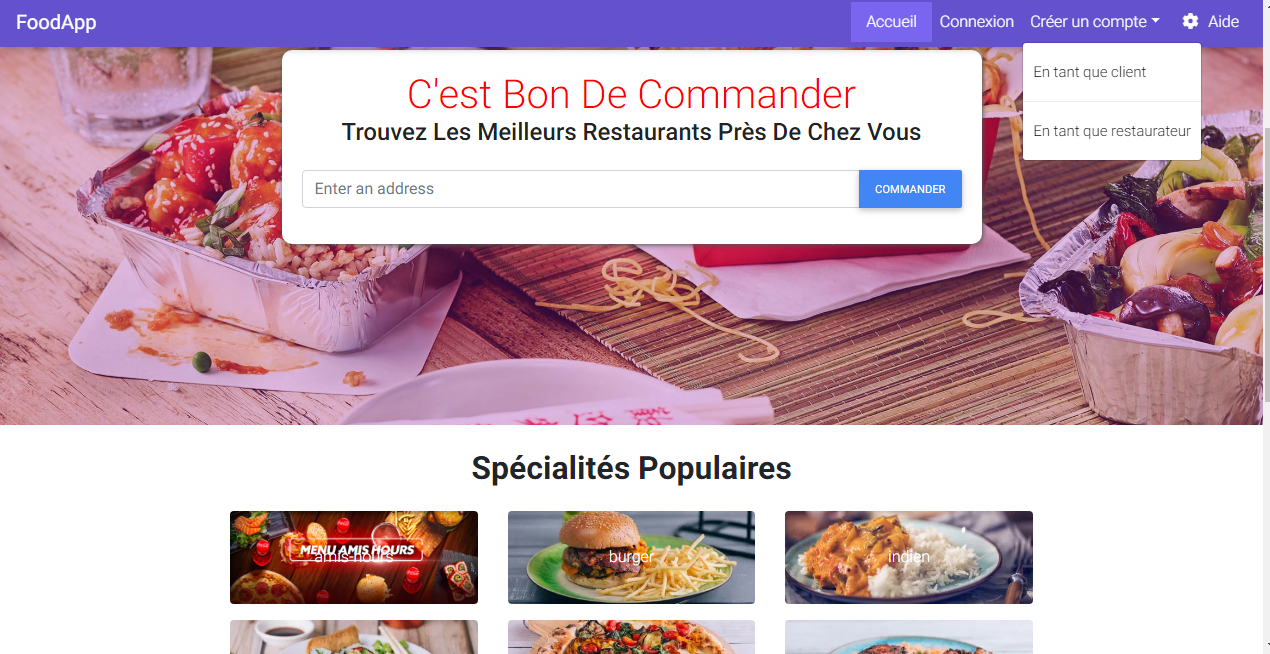 FoodApp
Accueil
Connexion
Créer un compte
Aide
En tant que client
En tant que restaurateur
C'est Bon De Commander
Trouvez Les Meilleurs Restaurants Près De Chez Vous
Enter an address
COMMANDER
Spécialités Populaires
MENU AMIS HOURS
amis-hours
burger
indien